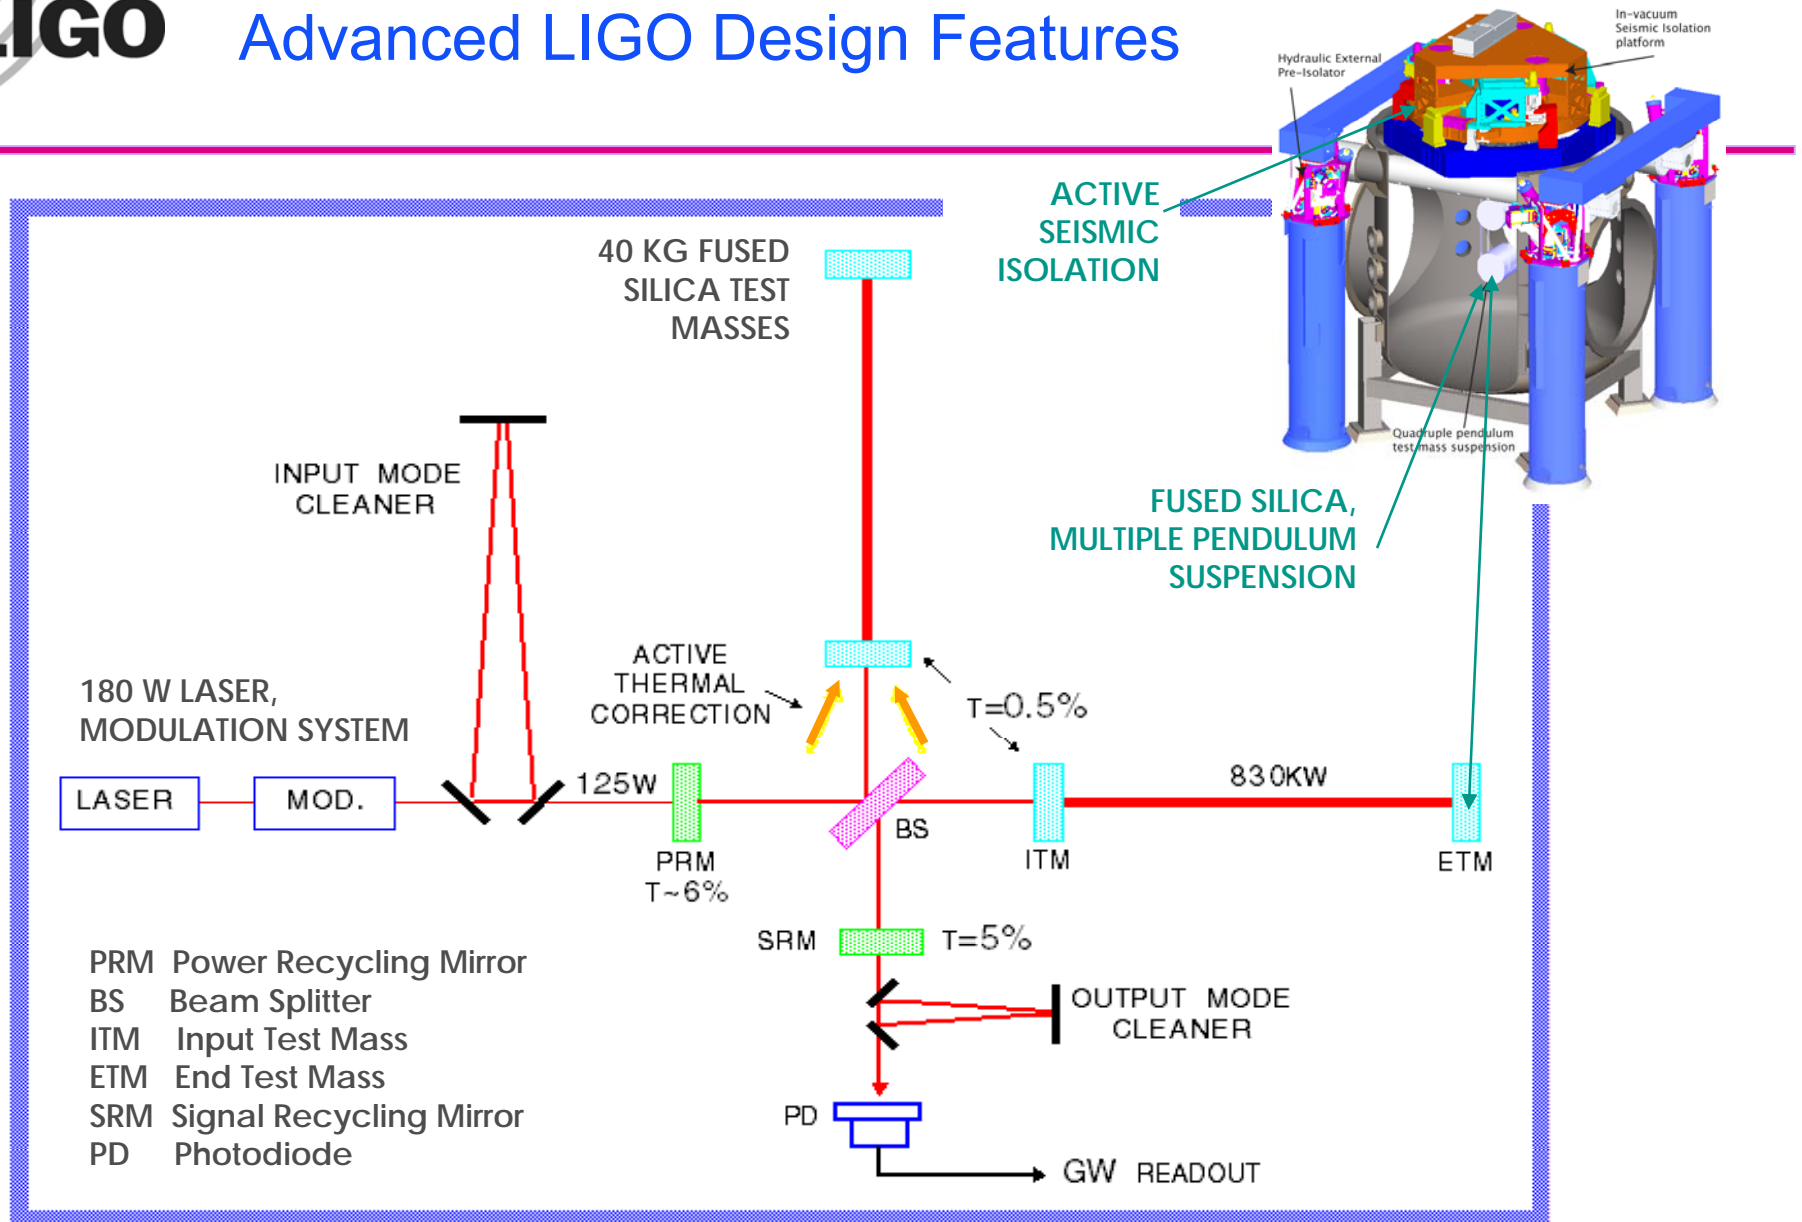 LIGO
Advanced LIGO Design Features
In-vacuum
Seismic Isolation
platform
Hydraulic External
Pre-Isolator
ACTIVE
SEISMIC
ISOLATION
40 KG FUSED
SILICA TEST
MASSES
Quadruple pendulum
test mass suspension
INPUT MODE
CLEANER
FUSED SILICA,
MULTIPLE PENDULUM
SUSPENSION
ACTIVE
THERMAL
CORRECTION
T=0.5%
180 W LASER,
MODULATION SYSTEM
LASER
MOD.
125W
830KW
BS
PRM
T~6%
ITM
ETM
SRM
T=5%
PRM Power Recycling Mirror
BS Beam Splitter
ITM Input Test Mass
ETM End Test Mass
SRM Signal Recycling Mirror
PD Photodiode
OUTPUT MODE
CLEANER
PD
GW READOUT